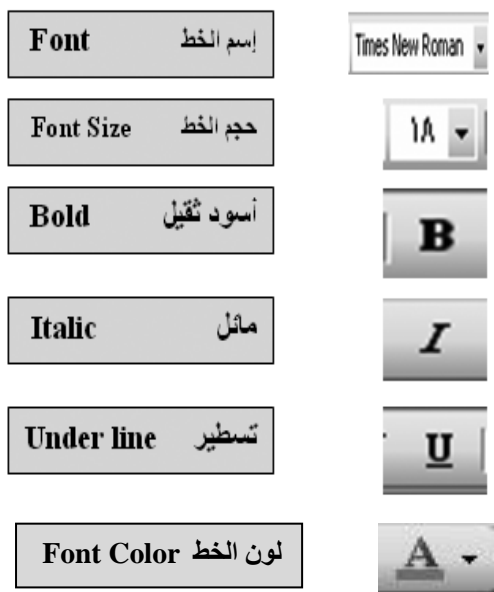 Font إسم الخط Times New Roman
Font Size حجم الخط ١٨
Bold أسود ثقيل B
Italic مائل I
Under line تسطير U
Font Color لون الخط A